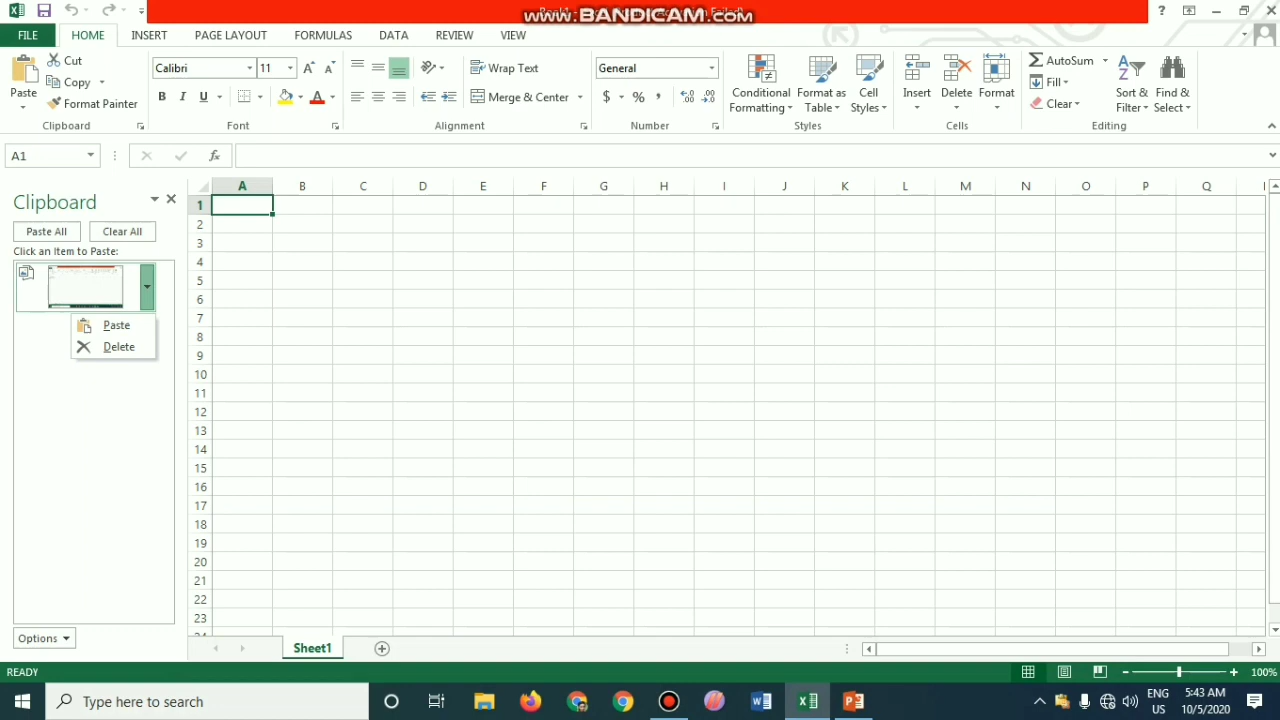 www.BANDICAM.com
FILE HOME INSERT PAGE LAYOUT FORMULAS DATA REVIEW VIEW
Paste
Cut
Copy
Format Painter
Clipboard
Calibri 11
B I U A
Font
Wrap Text
Merge & Center
Alignment
General
$ % ,
Number
Conditional
Formatting
Format as
Table
Cell
Styles
Styles
Insert
Delete
Format
Cells
AutoSum
Fill
Clear
Sort &
Filter
Find &
Select
Editing
A1
fx
Clipboard
Paste All Clear All
Click an Item to Paste:
Paste
Delete
Options
A B C D E F G H I J K L M N O P Q
1
2
3
4
5
6
7
8
9
10
11
12
13
14
15
16
17
18
19
20
21
22
23
24
Sheet1
READY
100%
Type here to search
ENG
US
5:43 AM
10/5/2020